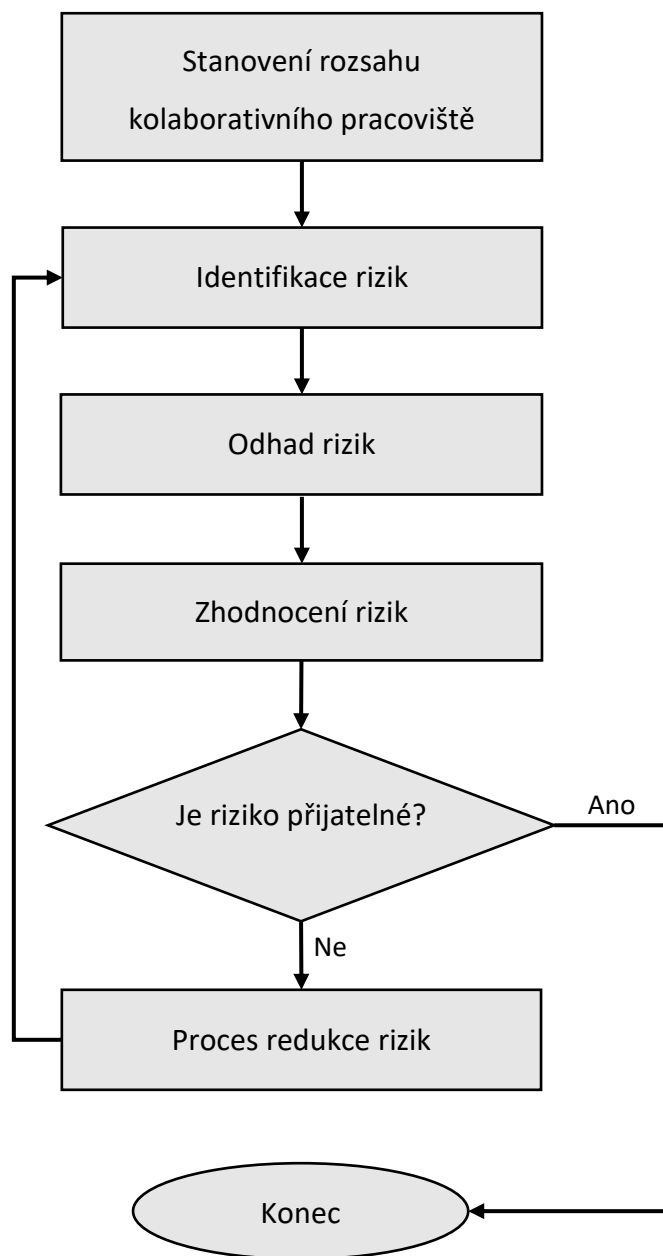 Stanovení rozsahu
kolaborativního pracoviště
Identifikace rizik
Odhad rizik
Zhodnocení rizik
Je riziko přijatelné?
Ano
Ne
Proces redukce rizik
Konec